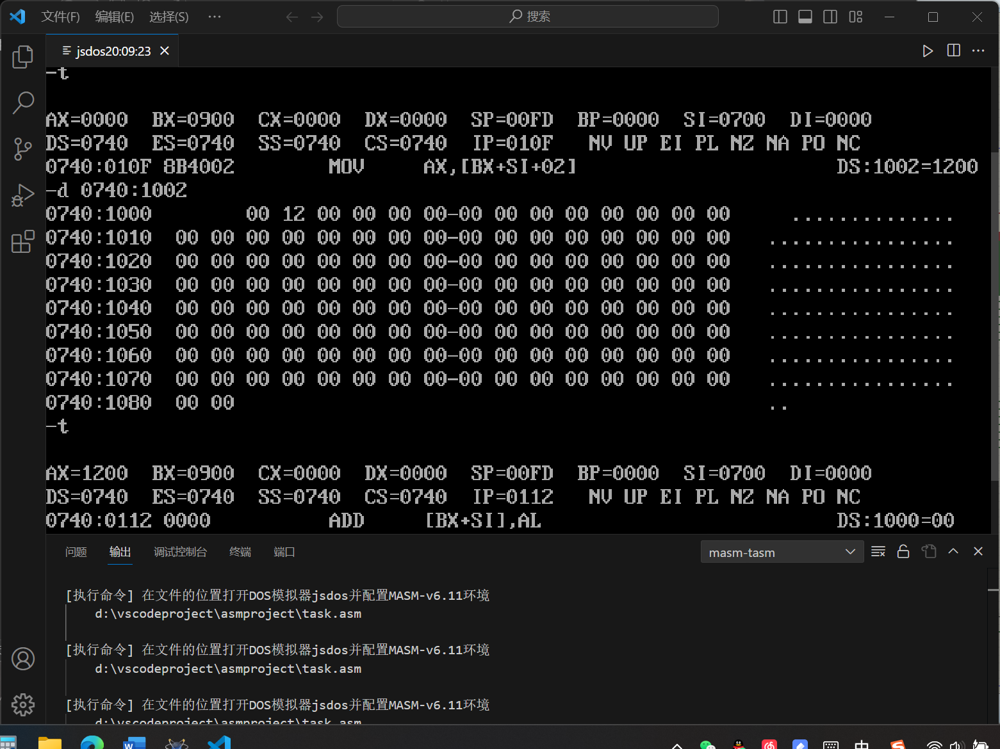 文件(F) 编辑(E) 选择(S) ··· 搜索
jsdos20:09:23
-t
AX=0000 BX=0900 CX=0000 DX=0000 SP=00FD BP=0000 SI=0700 DI=0000
DS=0740 ES=0740 SS=0740 CS=0740 IP=010F NV UP EI PL NZ NA PO NC
0740:010F 8B4002 MOV AX,[BX+SI+02] DS:1002=1200
-d 0740:1002
0740:1000 00 12 00 00 00 00-00 00 00 00 00 00 00 00 ..............
0740:1010 00 00 00 00 00 00 00 00-00 00 00 00 00 00 00 00 ................
0740:1020 00 00 00 00 00 00 00 00-00 00 00 00 00 00 00 00 ................
0740:1030 00 00 00 00 00 00 00 00-00 00 00 00 00 00 00 00 ................
0740:1040 00 00 00 00 00 00 00 00-00 00 00 00 00 00 00 00 ................
0740:1050 00 00 00 00 00 00 00 00-00 00 00 00 00 00 00 00 ................
0740:1060 00 00 00 00 00 00 00 00-00 00 00 00 00 00 00 00 ................
0740:1070 00 00 00 00 00 00 00 00-00 00 00 00 00 00 00 00 ................
0740:1080 00 00 ..
-t
AX=1200 BX=0900 CX=0000 DX=0000 SP=00FD BP=0000 SI=0700 DI=0000
DS=0740 ES=0740 SS=0740 CS=0740 IP=0112 NV UP EI PL NZ NA PO NC
0740:0112 0000 ADD [BX+SI],AL DS:1000=00
问题 输出 调试控制台 终端 端口 masm-tasm
[执行命令] 在文件的位置打开DOS模拟器jsdos并配置MASM-v6.11环境
d:\vscodeproject\asmproject\task.asm
[执行命令] 在文件的位置打开DOS模拟器jsdos并配置MASM-v6.11环境
d:\vscodeproject\asmproject\task.asm
[执行命令] 在文件的位置打开DOS模拟器jsdos并配置MASM-v6.11环境
d:\vscodeproject\asmproject\task.asm
中